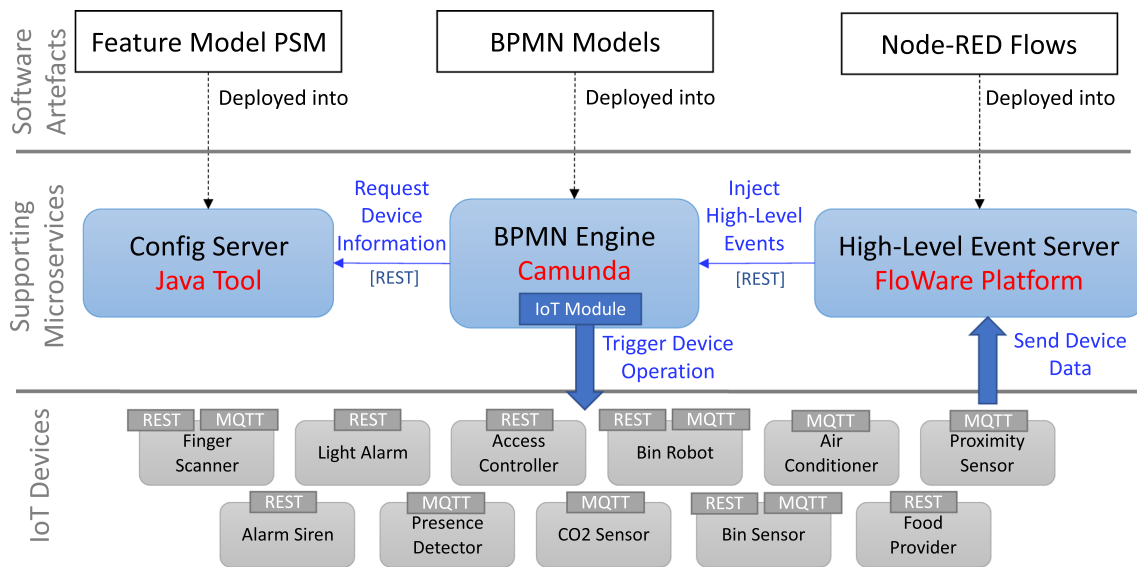 Software
Artefacts
Feature Model PSM
BPMN Models
Node-RED Flows
Deployed into
Deployed into
Deployed into
Supporting
Microservices
Config Server
Java Tool
Request
Device
Information
[REST]
BPMN Engine
Camunda
IoT Module
Inject
High-Level
Events
[REST]
High-Level Event Server
FloWare Platform
Trigger Device
Operation
Send Device
Data
IoT Devices
REST
MQTT
Finger
Scanner
REST
Light Alarm
REST
Access
Controller
REST
MQTT
Bin Robot
MQTT
Air
Conditioner
MQTT
Proximity
Sensor
REST
Alarm Siren
MQTT
Presence
Detector
MQTT
CO2 Sensor
REST
MQTT
Bin Sensor
REST
Food
Provider